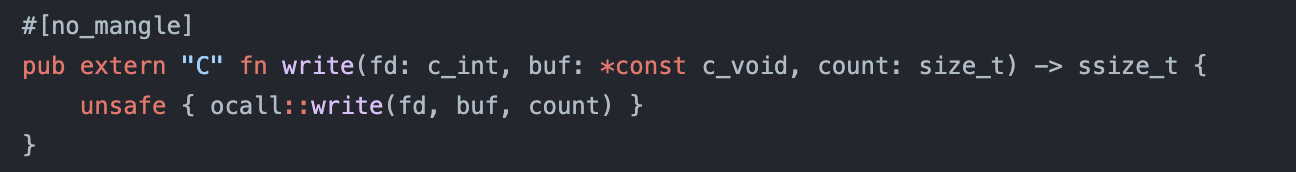 #[no_mangle]
pub extern "C" fn write(fd: c_int, buf: *const c_void, count: size_t) -> ssize_t {
    unsafe { ocall::write(fd, buf, count) }
}